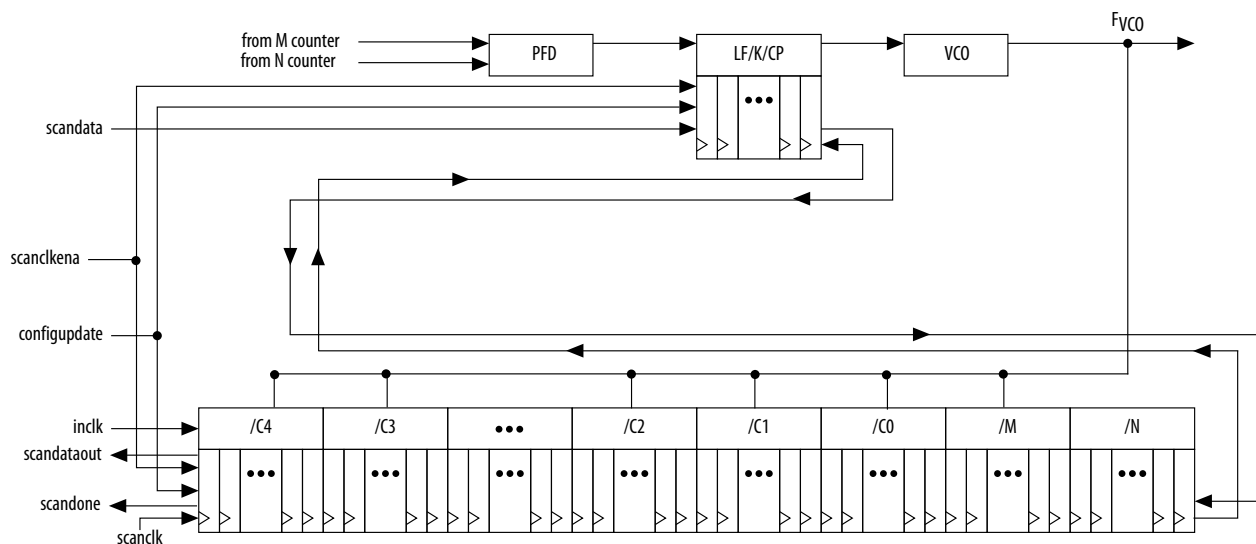 from M counter
from N counter
PFD
LF/K/CP
VCO
FVCO
•••
scandata
scanclkena
configupdate
inclk
/C4
/C3
•••
/C2
/C1
/C0
/M
/N
scandataout
••• ••• ••• ••• ••• ••• ••• •••
scandone
scanclk